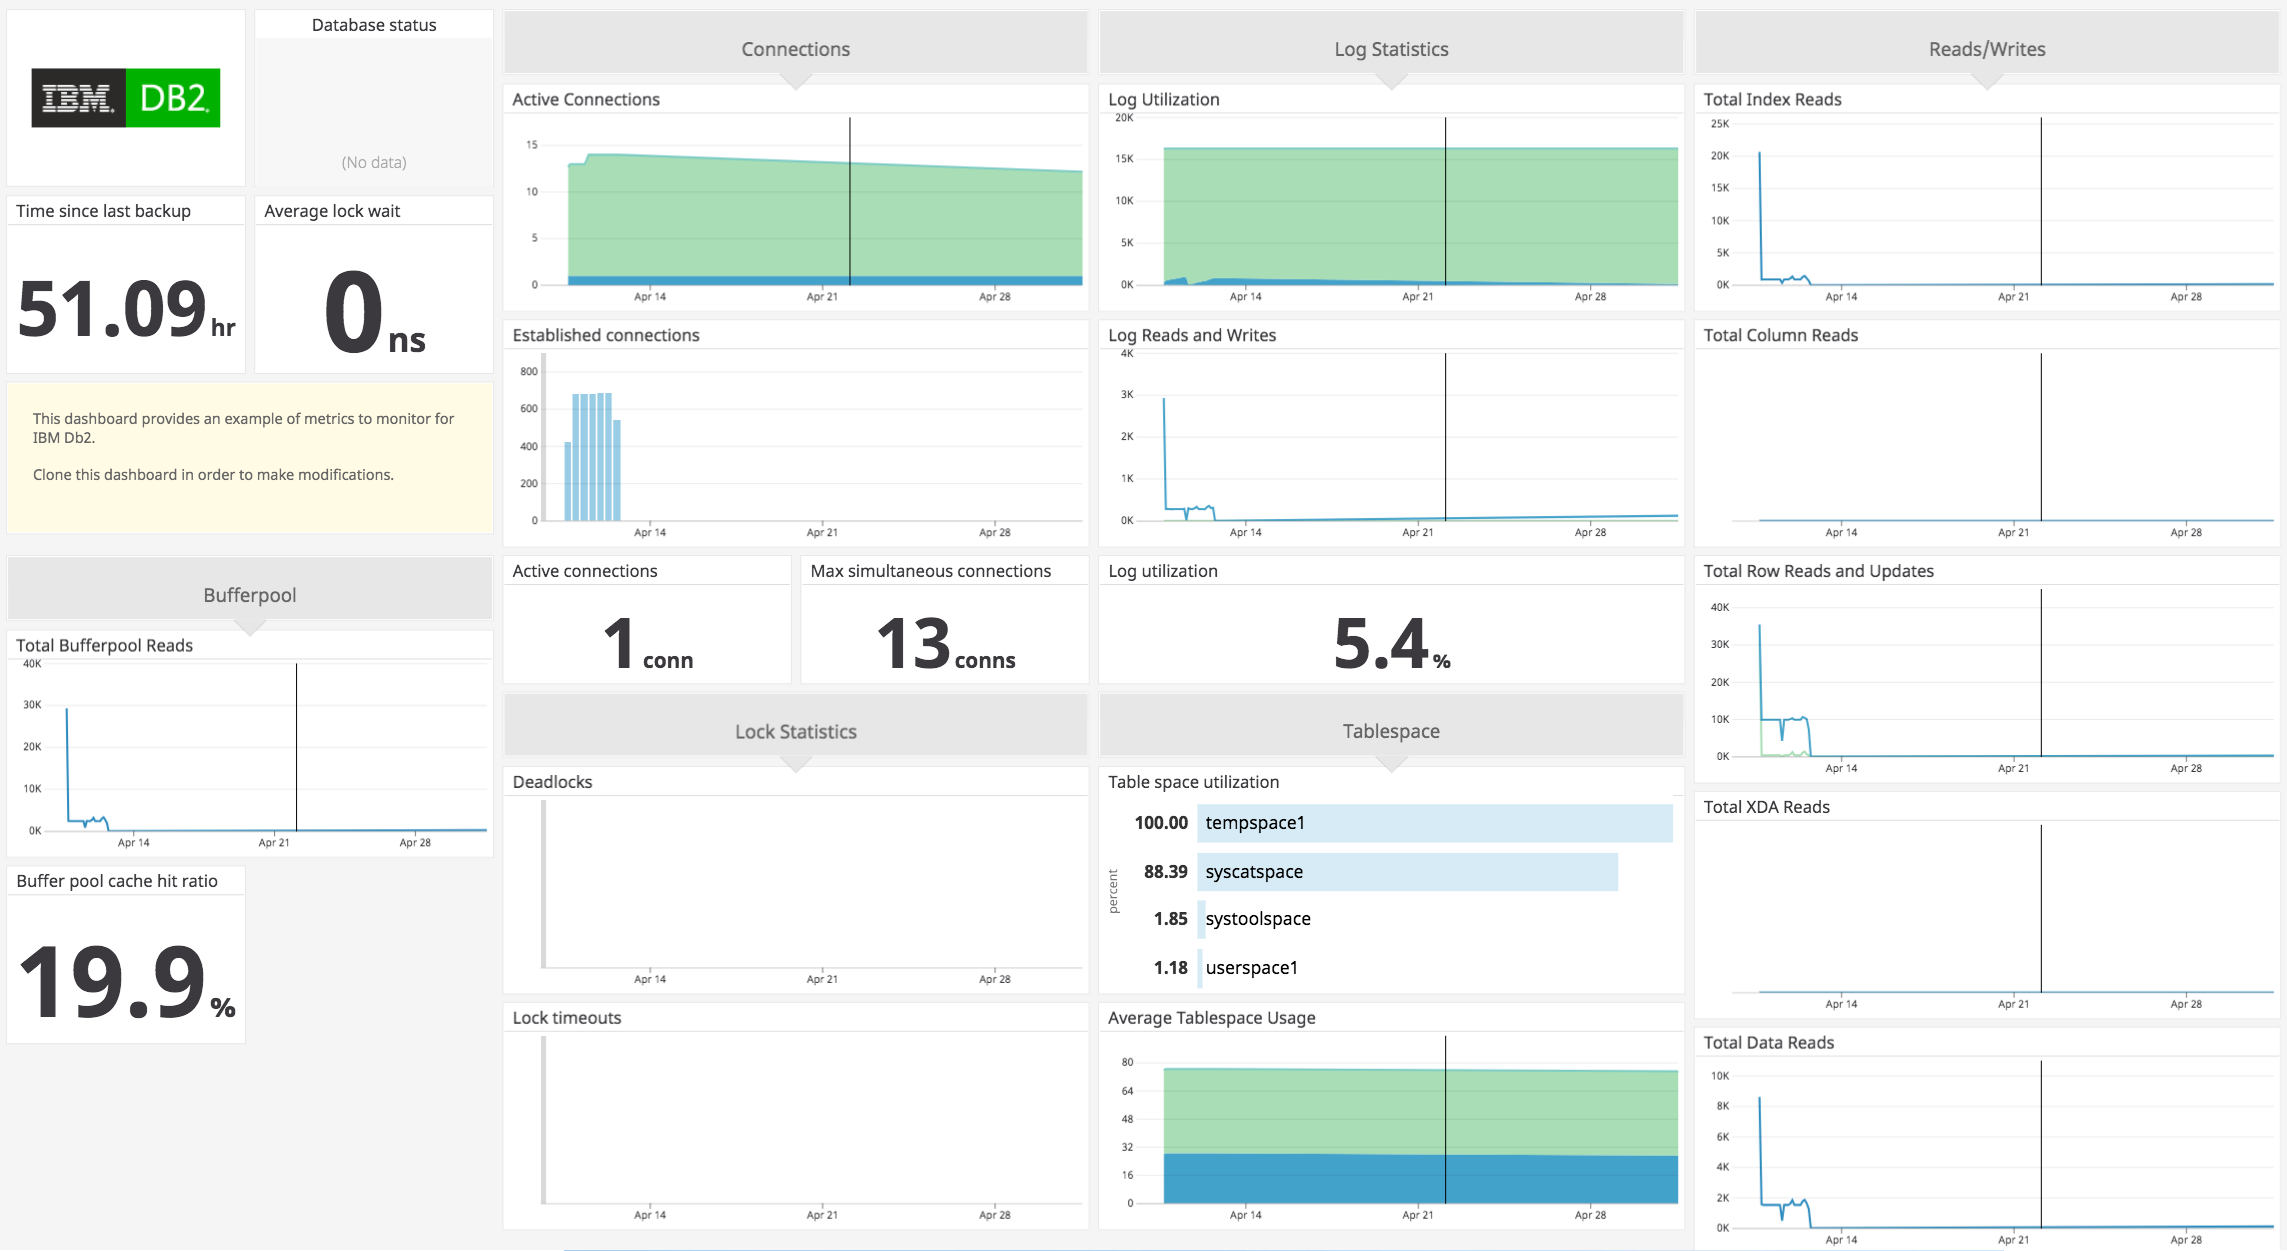 IBM. DB2.
Database status
(No data)
Time since last backup
51.09 hr
Average lock wait
0 ns
This dashboard provides an example of metrics to monitor for
IBM Db2.
Clone this dashboard in order to make modifications.
Bufferpool
Total Bufferpool Reads
40K
30K
20K
10K
0K
Apr 14 Apr 21 Apr 28
Buffer pool cache hit ratio
19.9 %
Connections
Active Connections
15
10
5
0
Apr 14 Apr 21 Apr 28
Established connections
800
600
400
200
0
Apr 14 Apr 21 Apr 28
Active connections
1 conn
Max simultaneous connections
13 conns
Lock Statistics
Deadlocks
Apr 14 Apr 21 Apr 28
Lock timeouts
Apr 14 Apr 21 Apr 28
Log Statistics
Log Utilization
20K
15K
10K
5K
0K
Apr 14 Apr 21 Apr 28
Log Reads and Writes
4K
3K
2K
1K
0K
Apr 14 Apr 21 Apr 28
Log utilization
5.4 %
Tablespace
Table space utilization
percent
100.00 tempspace1
88.39 syscatspace
1.85 systoolspace
1.18 userspace1
Average Tablespace Usage
80
64
48
32
16
0
Apr 14 Apr 21 Apr 28
Reads/Writes
Total Index Reads
25K
20K
15K
10K
5K
0K
Apr 14 Apr 21 Apr 28
Total Column Reads
Apr 14 Apr 21 Apr 28
Total Row Reads and Updates
40K
30K
20K
10K
0K
Apr 14 Apr 21 Apr 28
Total XDA Reads
Apr 14 Apr 21 Apr 28
Total Data Reads
10K
8K
6K
4K
2K
0K
Apr 14 Apr 21 Apr 28